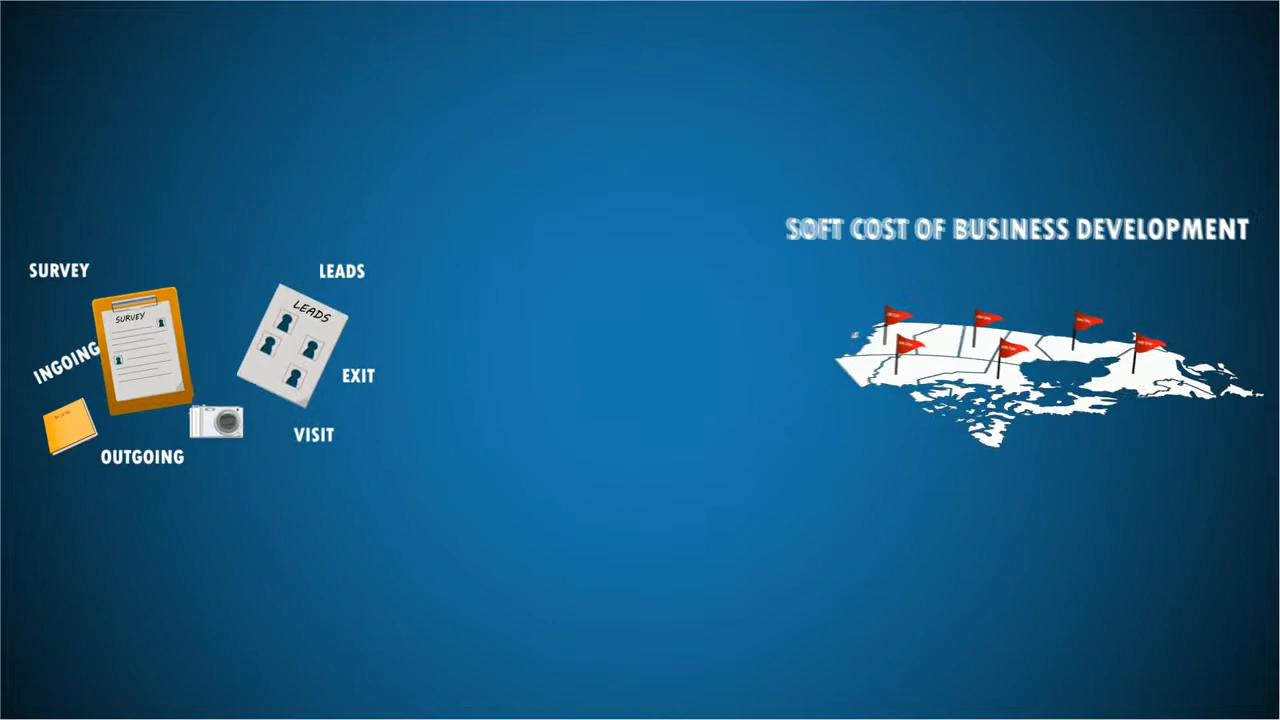 SOFT COST OF BUSINESS DEVELOPMENT
SURVEY
LEADS
SURVEY
LEADS
INGOING
EXIT
VISIT
OUTGOING